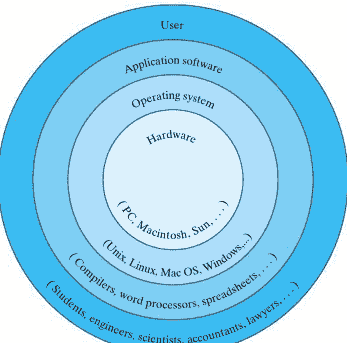 User
Application software
Operating system
Hardware
( PC, Macintosh, Sun, . . . . )
(Unix, Linux, Mac OS, Windows,...)
( Compilers, word processors, spreadsheets, . . . . )
( Students, engineers, scientists, accountants, lawyers, . . . . )